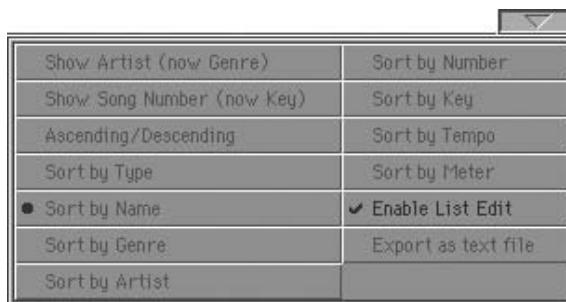 Show Artist (now Genre)
Show Song Number (now Key)
Ascending/Descending
Sort by Type
Sort by Name
Sort by Genre
Sort by Artist
Sort by Number
Sort by Key
Sort by Tempo
Sort by Meter
Enable List Edit
Export as text file